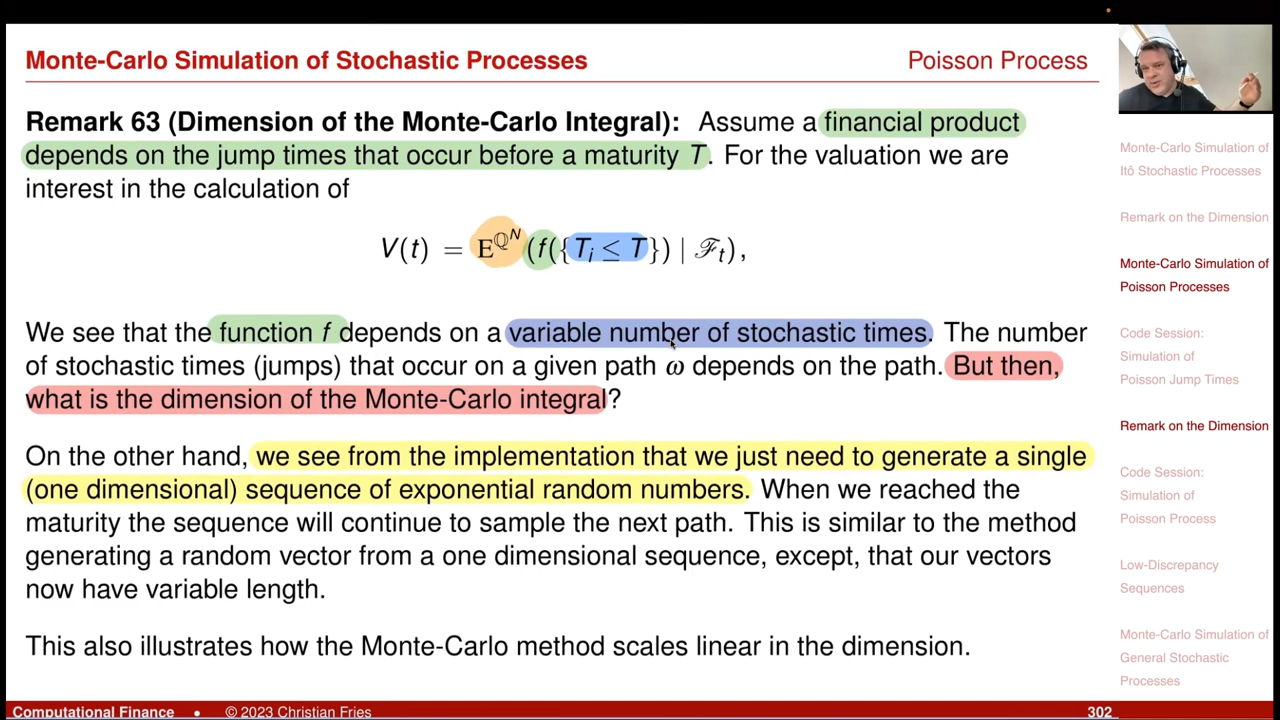 Monte-Carlo Simulation of Stochastic Processes
Poisson Process
Remark 63 (Dimension of the Monte-Carlo Integral): Assume a financial product
depends on the jump times that occur before a maturity T. For the valuation we are
interest in the calculation of
V(t) = E^{ℚ^N} (f({T_i ≤ T}) | ℱ_t),
We see that the function f depends on a variable number of stochastic times. The number
of stochastic times (jumps) that occur on a given path ω depends on the path. But then,
what is the dimension of the Monte-Carlo integral?
On the other hand, we see from the implementation that we just need to generate a single
(one dimensional) sequence of exponential random numbers. When we reached the
maturity the sequence will continue to sample the next path. This is similar to the method
generating a random vector from a one dimensional sequence, except, that our vectors
now have variable length.
This also illustrates how the Monte-Carlo method scales linear in the dimension.
Monte-Carlo Simulation of
Itô Stochastic Processes
Remark on the Dimension
Monte-Carlo Simulation of
Poisson Processes
Code Session:
Simulation of
Poisson Jump Times
Remark on the Dimension
Code Session:
Simulation of
Poisson Process
Low-Discrepancy
Sequences
Monte-Carlo Simulation of
General Stochastic
Processes
Computational Finance • © 2023 Christian Fries
302